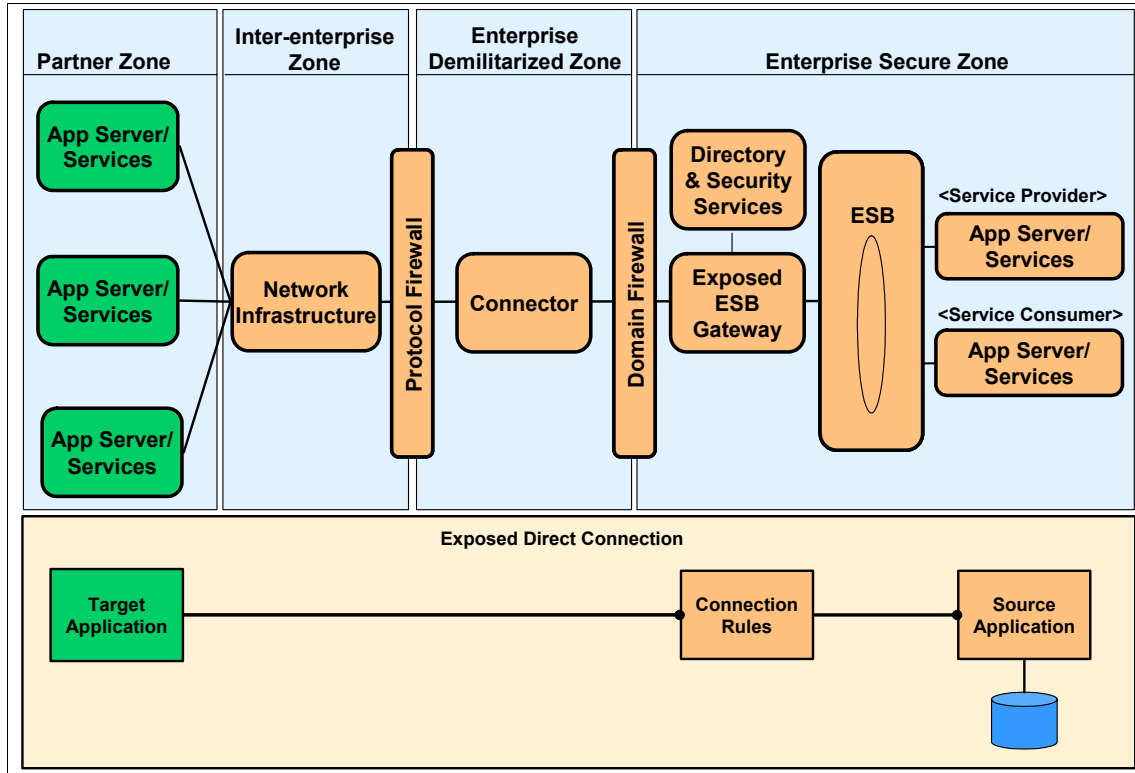 Partner Zone
Inter-enterprise
Zone
Enterprise
Demilitarized Zone
Enterprise Secure Zone
App Server/
Services
App Server/
Services
App Server/
Services
Network
Infrastructure
Protocol Firewall
Connector
Domain Firewall
Directory
& Security
Services
Exposed
ESB
Gateway
ESB
<Service Provider>
App Server/
Services
<Service Consumer>
App Server/
Services
Exposed Direct Connection
Target
Application
Connection
Rules
Source
Application